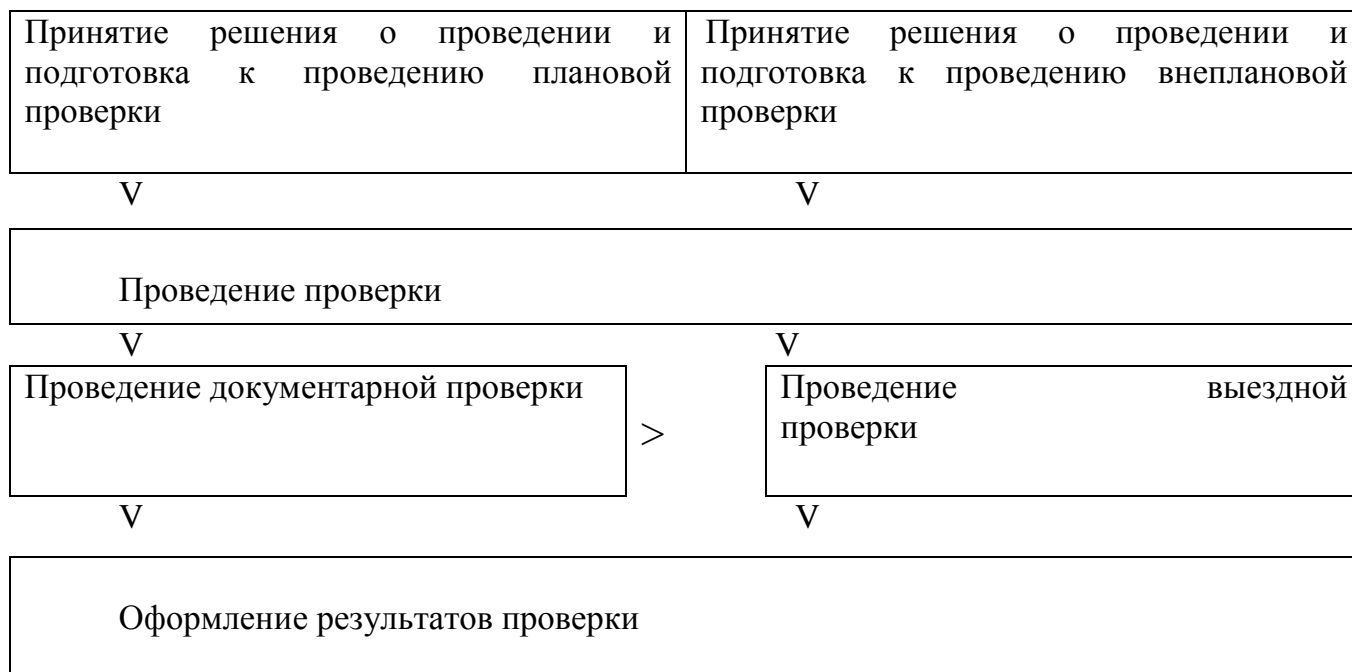 Принятие решения о проведении и
подготовка к проведению плановой
проверки
Принятие решения о проведении и
подготовка к проведению внеплановой
проверки
V V
Проведение проверки
V V
Проведение документарной проверки
>
Проведение выездной
проверки
V V
Оформление результатов проверки